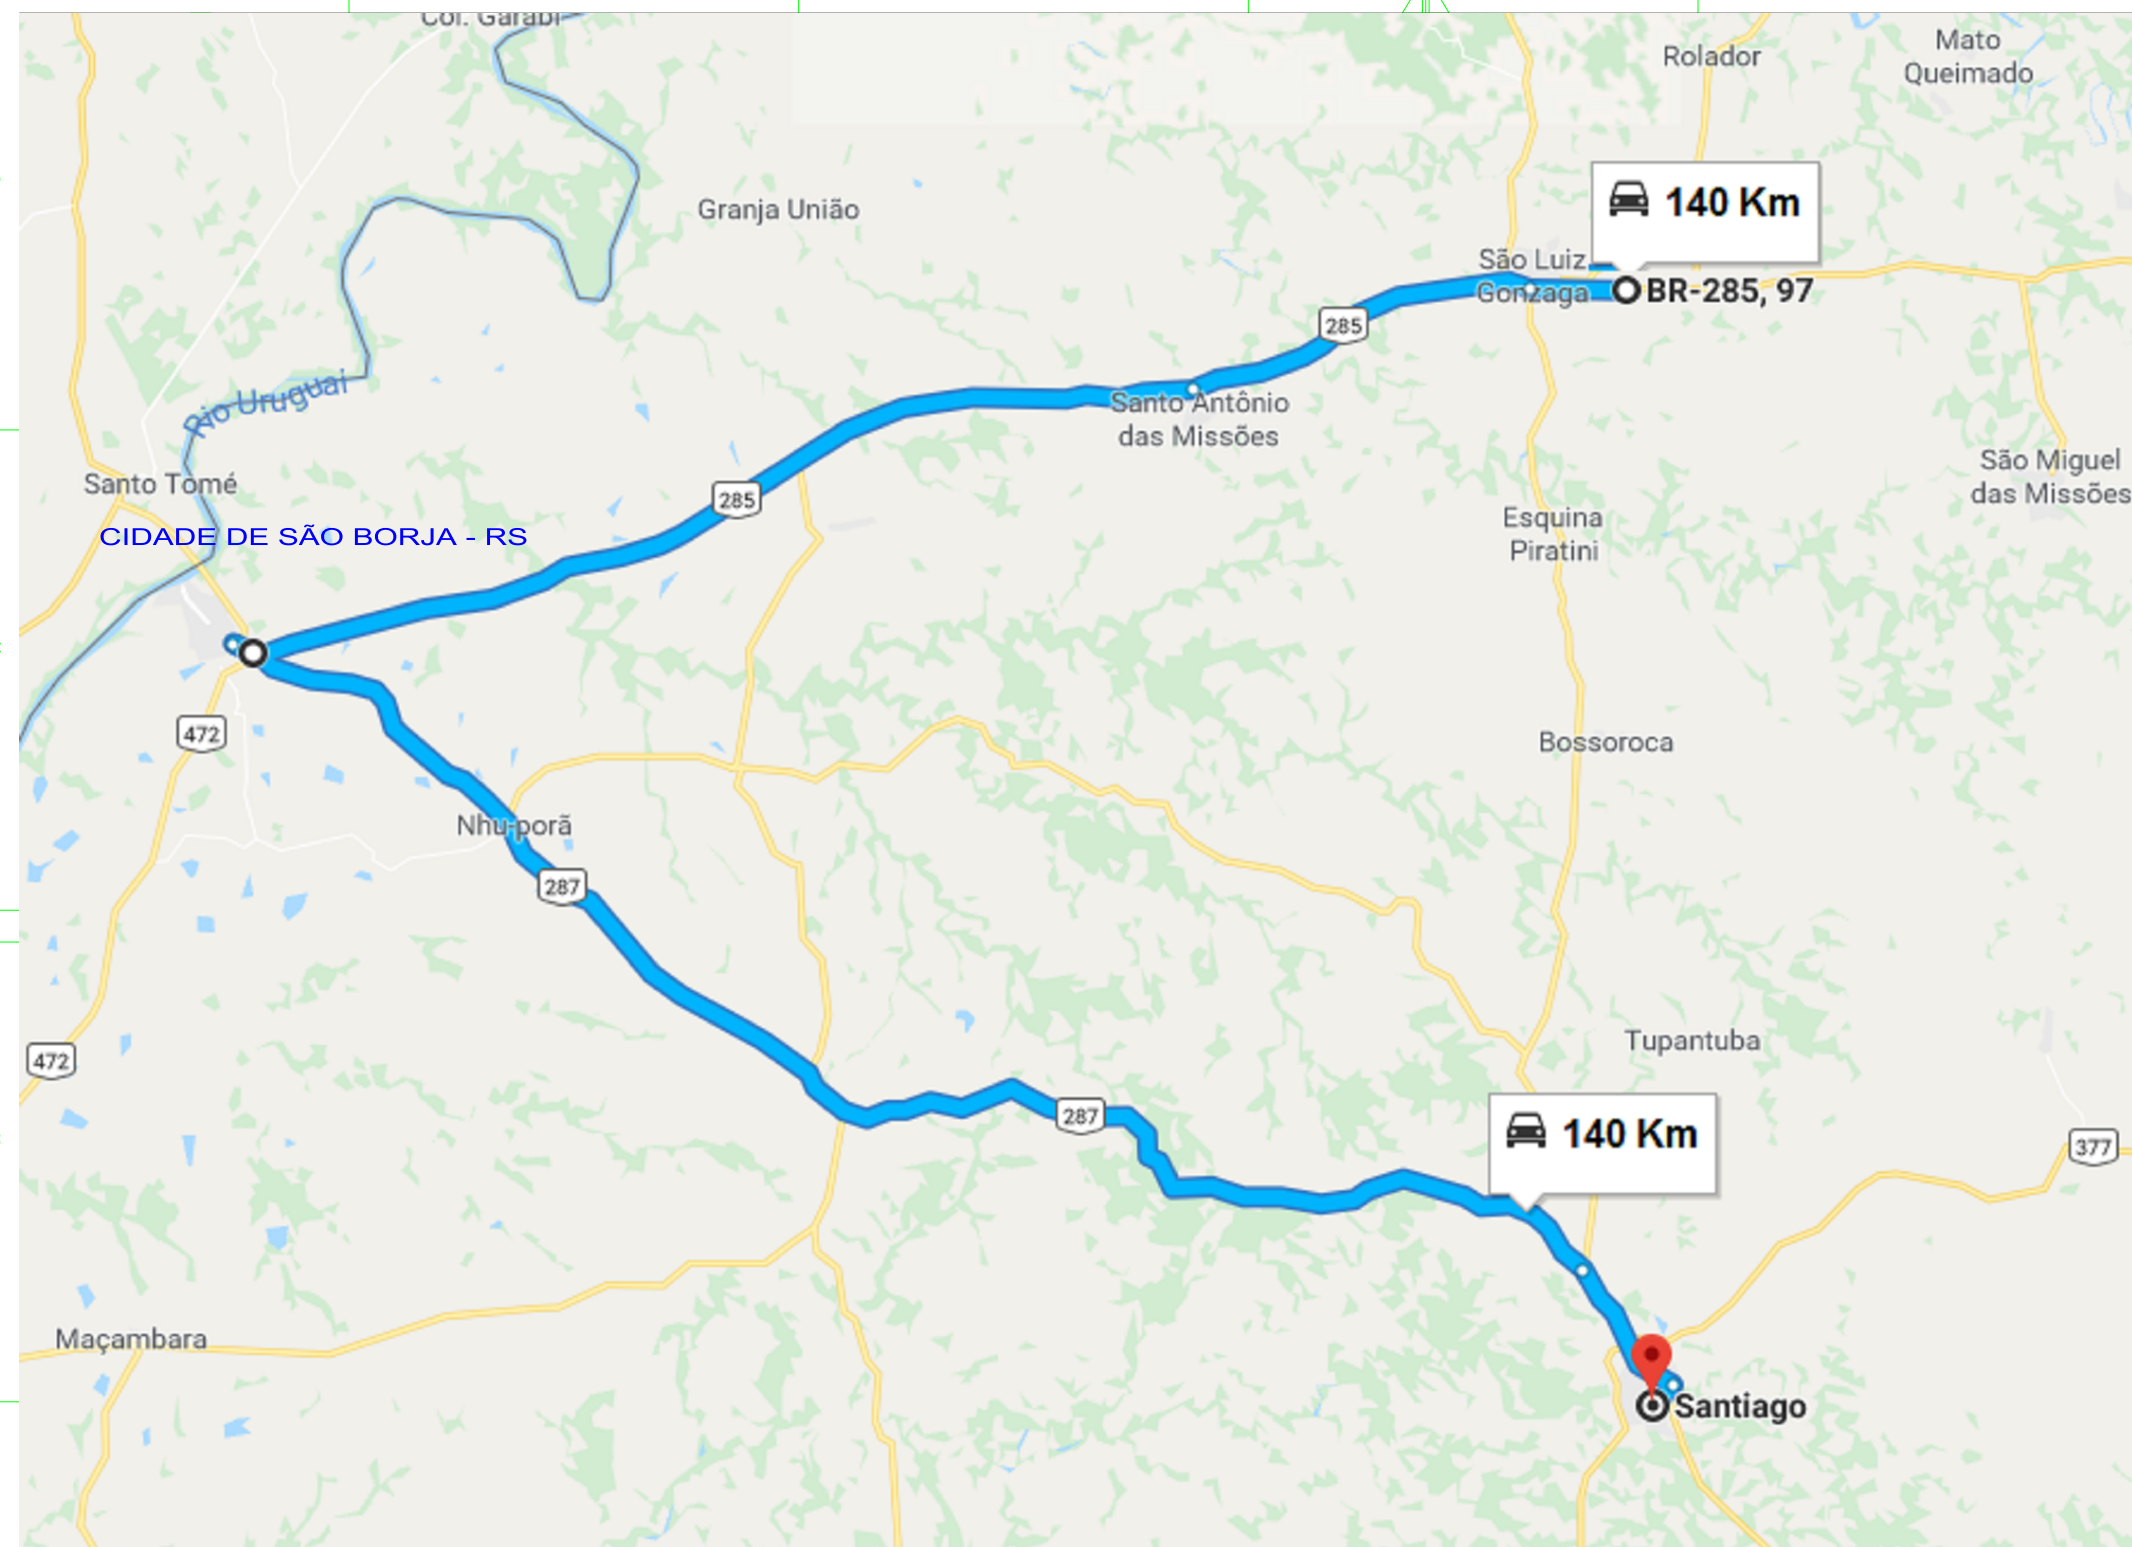 Col. Garabi
Mato
Queimado
Rolador
140 Km
Granja União
São Luiz
Gonzaga
BR-285, 97
285
Rio Uruguai
Santo Antônio
das Missões
São Miguel
das Missões
Santo Tomé
285
Esquina
Piratini
CIDADE DE SÃO BORJA - RS
472
Bossoroca
Nhu-porã
287
Tupantuba
472
287
140 Km
377
Maçambara
Santiago